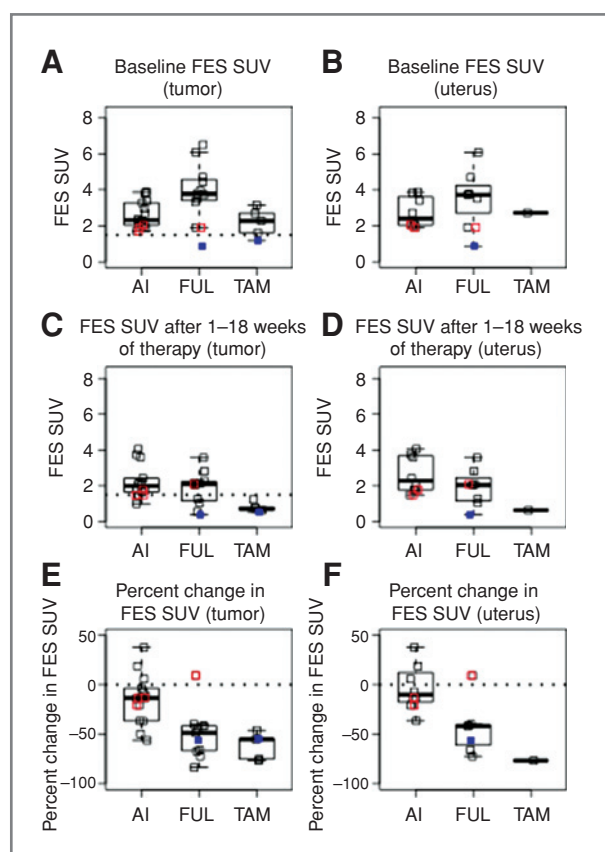 A
Baseline FES SUV
(tumor)
FES SUV
8
6
4
2
0
AI FUL TAM
B
Baseline FES SUV
(uterus)
FES SUV
8
6
4
2
0
AI FUL TAM
C
FES SUV after 1–18 weeks
of therapy (tumor)
FES SUV
8
6
4
2
0
AI FUL TAM
D
FES SUV after 1–18 weeks
of therapy (uterus)
FES SUV
8
6
4
2
0
AI FUL TAM
E
Percent change in
FES SUV (tumor)
Percent change in FES SUV
50
0
–50
–100
AI FUL TAM
F
Percent change in
FES SUV (uterus)
Percent change in FES SUV
50
0
–50
–100
AI FUL TAM